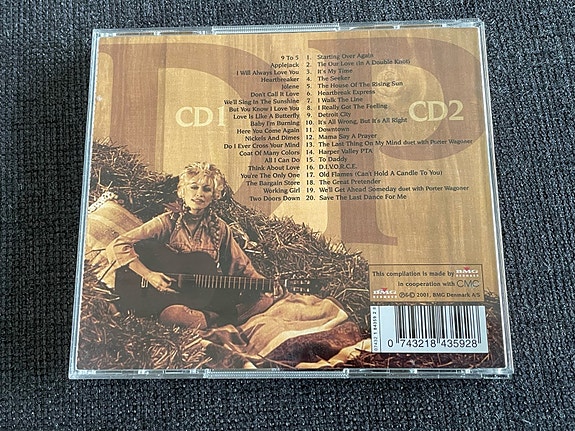 CD1
9 To 5
Applejack
I Will Always Love You
Heartbreaker
Jolene
Don't Call It Love
We'll Sing In The Sunshine
But You Know I Love You
Love Is Like A Butterfly
Baby I'm Burning
Here You Come Again
Nickels And Dimes
Do I Ever Cross Your Mind
Coat Of Many Colors
All I Can Do
Think About Love
You're The Only One
The Bargain Store
Working Girl
Two Doors Down
CD2
1. Starting Over Again
2. Tie Our Love (In A Dauble Knot)
3. It's My Time
4. The Seeker
5. The House Of The Rising Sun
6. Heartbreak Express
7. I Walk The Line
8. I Really Got The Feeling
9. Detroit City
10. It's All Wrong, But It's All Right
11. Downtown
12. Mama Say A Prayer
13. The Last Thing On My Mind duet with Porter Wagoner
14. Harper Valley PTA
15. To Daddy
16. D.I.V.O.R.C.E.
17. Old Flames (Can't Hold A Candle To You)
18. The Great Pretender
19. We'll Get Ahead Someday duet with Porter Wagoner
20. Save The Last Dance For Me
This compilation is made by BMG
in cooperation with CMC
BMG ℗&© 2001, BMG Denmark A/S
0 743218 435928